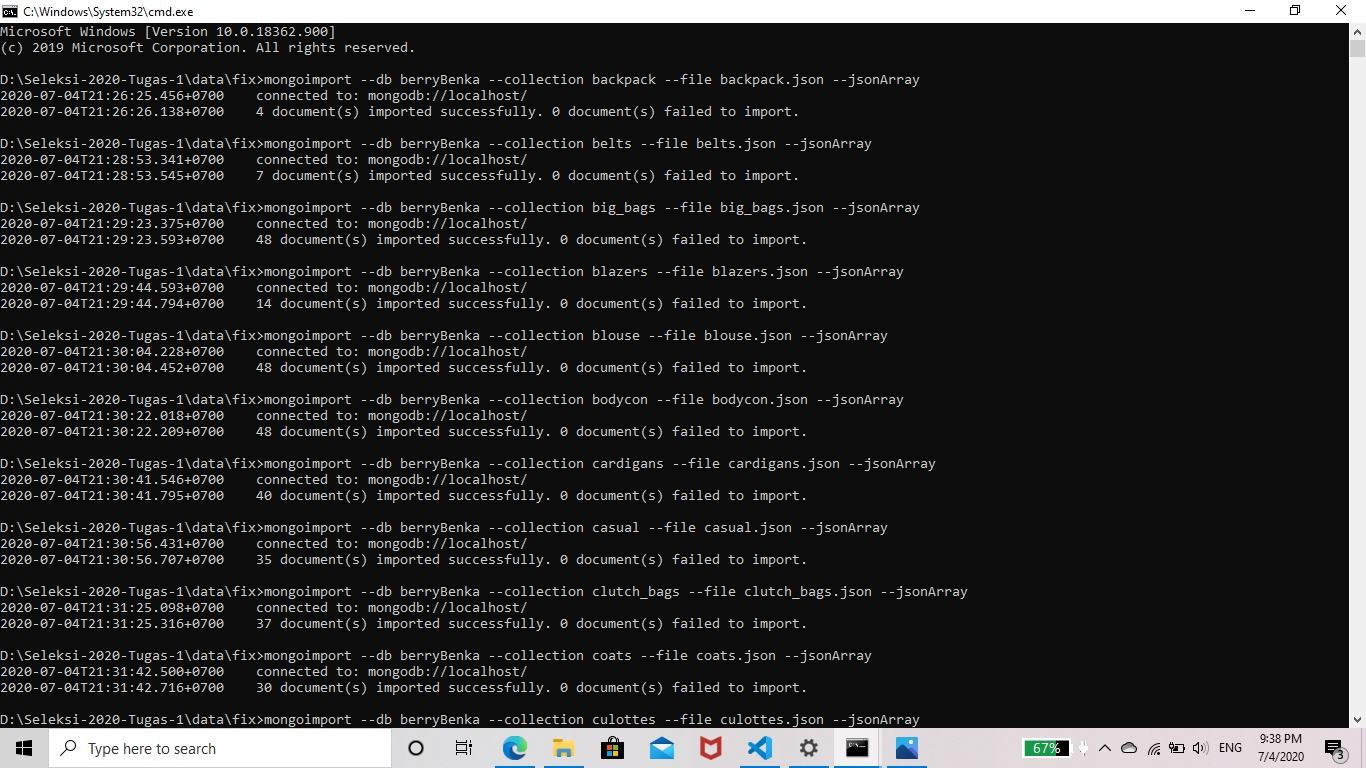 C:\Windows\System32\cmd.exe
Microsoft Windows [Version 10.0.18362.900]
(c) 2019 Microsoft Corporation. All rights reserved.
D:\Seleksi-2020-Tugas-1\data\fix>mongoimport --db berryBenka --collection backpack --file backpack.json --jsonArray
2020-07-04T21:26:25.456+0700    connected to: mongodb://localhost/
2020-07-04T21:26:26.138+0700    4 document(s) imported successfully. 0 document(s) failed to import.
D:\Seleksi-2020-Tugas-1\data\fix>mongoimport --db berryBenka --collection belts --file belts.json --jsonArray
2020-07-04T21:28:53.341+0700    connected to: mongodb://localhost/
2020-07-04T21:28:53.545+0700    7 document(s) imported successfully. 0 document(s) failed to import.
D:\Seleksi-2020-Tugas-1\data\fix>mongoimport --db berryBenka --collection big_bags --file big_bags.json --jsonArray
2020-07-04T21:29:23.375+0700    connected to: mongodb://localhost/
2020-07-04T21:29:23.593+0700    48 document(s) imported successfully. 0 document(s) failed to import.
D:\Seleksi-2020-Tugas-1\data\fix>mongoimport --db berryBenka --collection blazers --file blazers.json --jsonArray
2020-07-04T21:29:44.593+0700    connected to: mongodb://localhost/
2020-07-04T21:29:44.794+0700    14 document(s) imported successfully. 0 document(s) failed to import.
D:\Seleksi-2020-Tugas-1\data\fix>mongoimport --db berryBenka --collection blouse --file blouse.json --jsonArray
2020-07-04T21:30:04.228+0700    connected to: mongodb://localhost/
2020-07-04T21:30:04.452+0700    48 document(s) imported successfully. 0 document(s) failed to import.
D:\Seleksi-2020-Tugas-1\data\fix>mongoimport --db berryBenka --collection bodycon --file bodycon.json --jsonArray
2020-07-04T21:30:22.018+0700    connected to: mongodb://localhost/
2020-07-04T21:30:22.209+0700    48 document(s) imported successfully. 0 document(s) failed to import.
D:\Seleksi-2020-Tugas-1\data\fix>mongoimport --db berryBenka --collection cardigans --file cardigans.json --jsonArray
2020-07-04T21:30:41.546+0700    connected to: mongodb://localhost/
2020-07-04T21:30:41.795+0700    40 document(s) imported successfully. 0 document(s) failed to import.
D:\Seleksi-2020-Tugas-1\data\fix>mongoimport --db berryBenka --collection casual --file casual.json --jsonArray
2020-07-04T21:30:56.431+0700    connected to: mongodb://localhost/
2020-07-04T21:30:56.707+0700    35 document(s) imported successfully. 0 document(s) failed to import.
D:\Seleksi-2020-Tugas-1\data\fix>mongoimport --db berryBenka --collection clutch_bags --file clutch_bags.json --jsonArray
2020-07-04T21:31:25.098+0700    connected to: mongodb://localhost/
2020-07-04T21:31:25.316+0700    37 document(s) imported successfully. 0 document(s) failed to import.
D:\Seleksi-2020-Tugas-1\data\fix>mongoimport --db berryBenka --collection coats --file coats.json --jsonArray
2020-07-04T21:31:42.500+0700    connected to: mongodb://localhost/
2020-07-04T21:31:42.716+0700    30 document(s) imported successfully. 0 document(s) failed to import.
D:\Seleksi-2020-Tugas-1\data\fix>mongoimport --db berryBenka --collection culottes --file culottes.json --jsonArray
Type here to search
67%
ENG
9:38 PM
7/4/2020
3